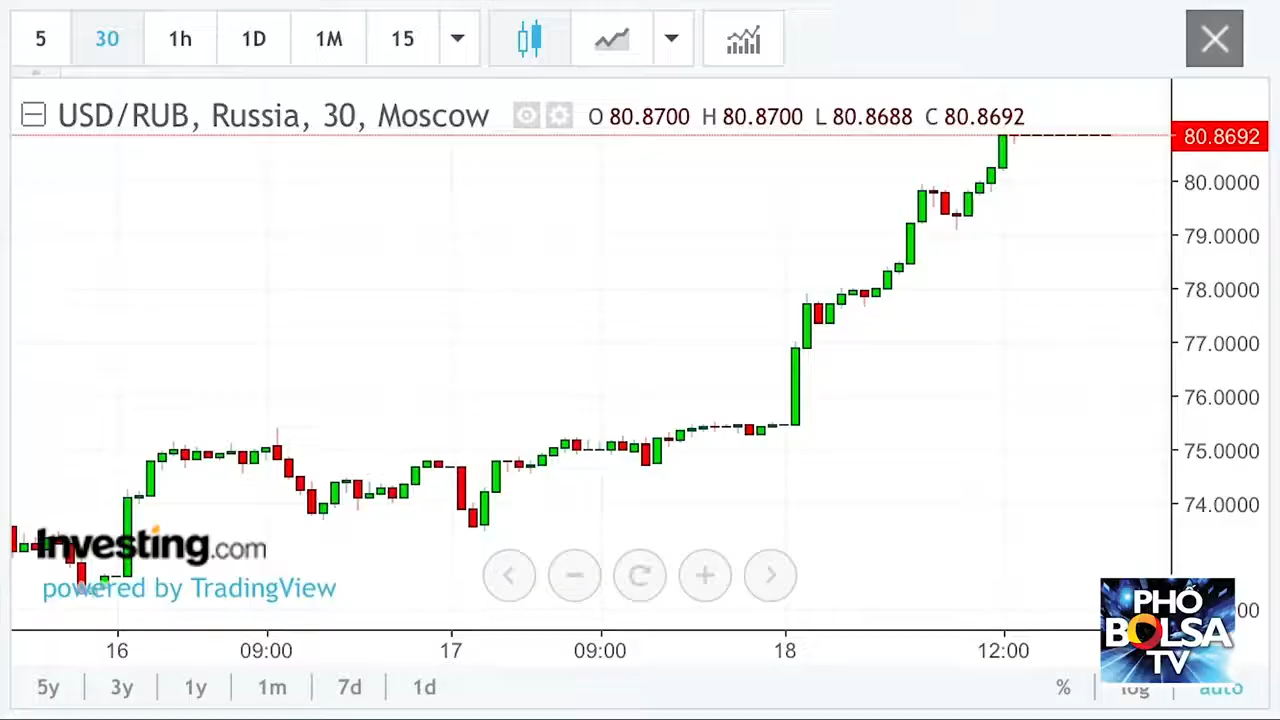 5 30 1h 1D 1M 15
USD/RUB, Russia, 30, Moscow O 80.8700 H 80.8700 L 80.8688 C 80.8692
80.8692
80.0000
79.0000
78.0000
77.0000
76.0000
75.0000
74.0000
00
Investing.com
powered by TradingView
PHỐ
BOLSA
TV
16 09:00 17 09:00 18 12:00
5y 3y 1y 1m 7d 1d % log auto